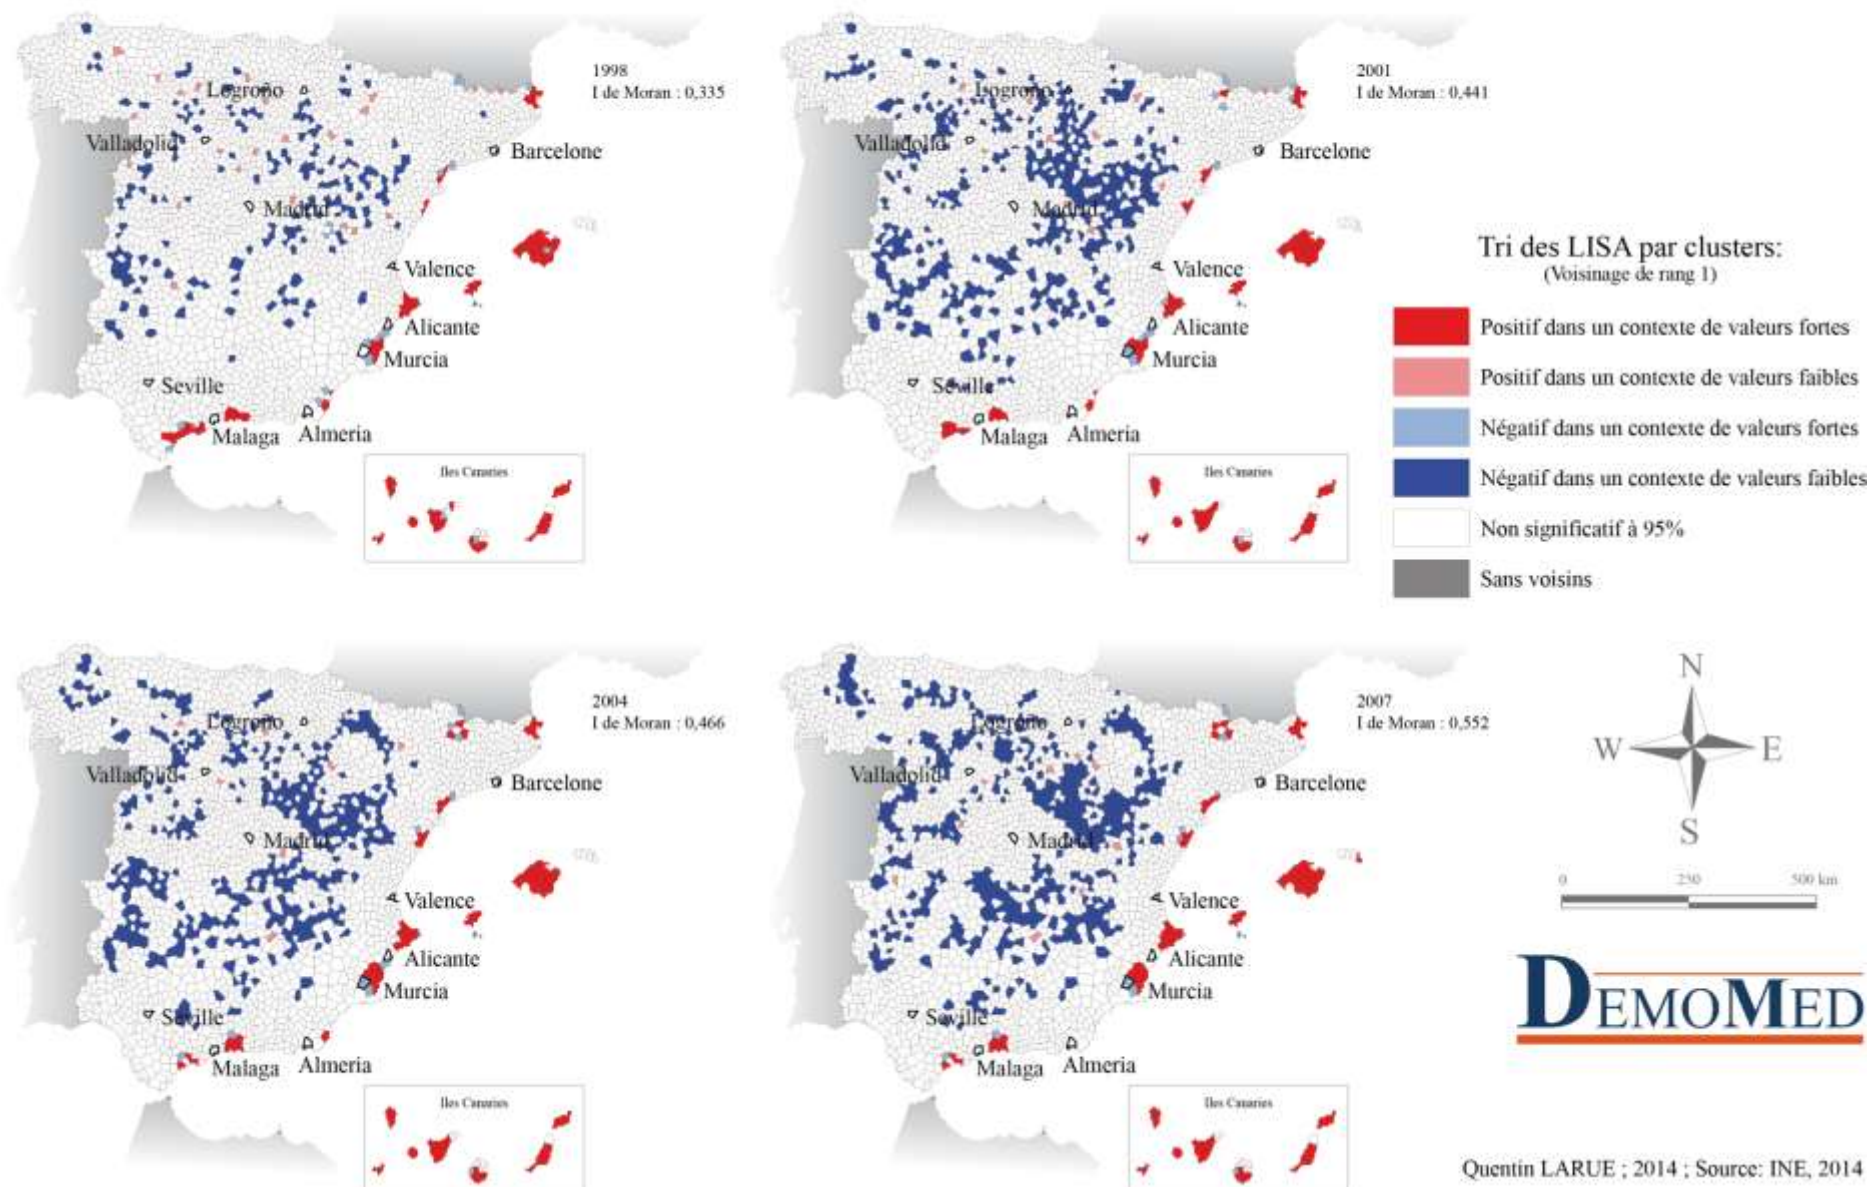 1998
I de Moran : 0,335
Logroño
Valladolid
Barcelone
Madrid
Valence
Alicante
Murcia
Seville
Malaga
Almeria
Iles Canaries
2001
I de Moran : 0,441
Logroño
Valladolid
Barcelone
Madrid
Valence
Alicante
Murcia
Seville
Malaga
Almeria
Iles Canaries
Tri des LISA par clusters:
(Voisinage de rang 1)
Positif dans un contexte de valeurs fortes
Positif dans un contexte de valeurs faibles
Négatif dans un contexte de valeurs fortes
Négatif dans un contexte de valeurs faibles
Non significatif à 95%
Sans voisins
2004
I de Moran : 0,466
Logroño
Valladolid
Barcelone
Madrid
Valence
Alicante
Murcia
Seville
Malaga
Almeria
Iles Canaries
2007
I de Moran : 0,552
Logroño
Valladolid
Barcelone
Madrid
Valence
Alicante
Murcia
Seville
Malaga
Almeria
Iles Canaries
N
W E
S
0 250 500 km
DEMOMED
Quentin LARUE ; 2014 ; Source: INE, 2014